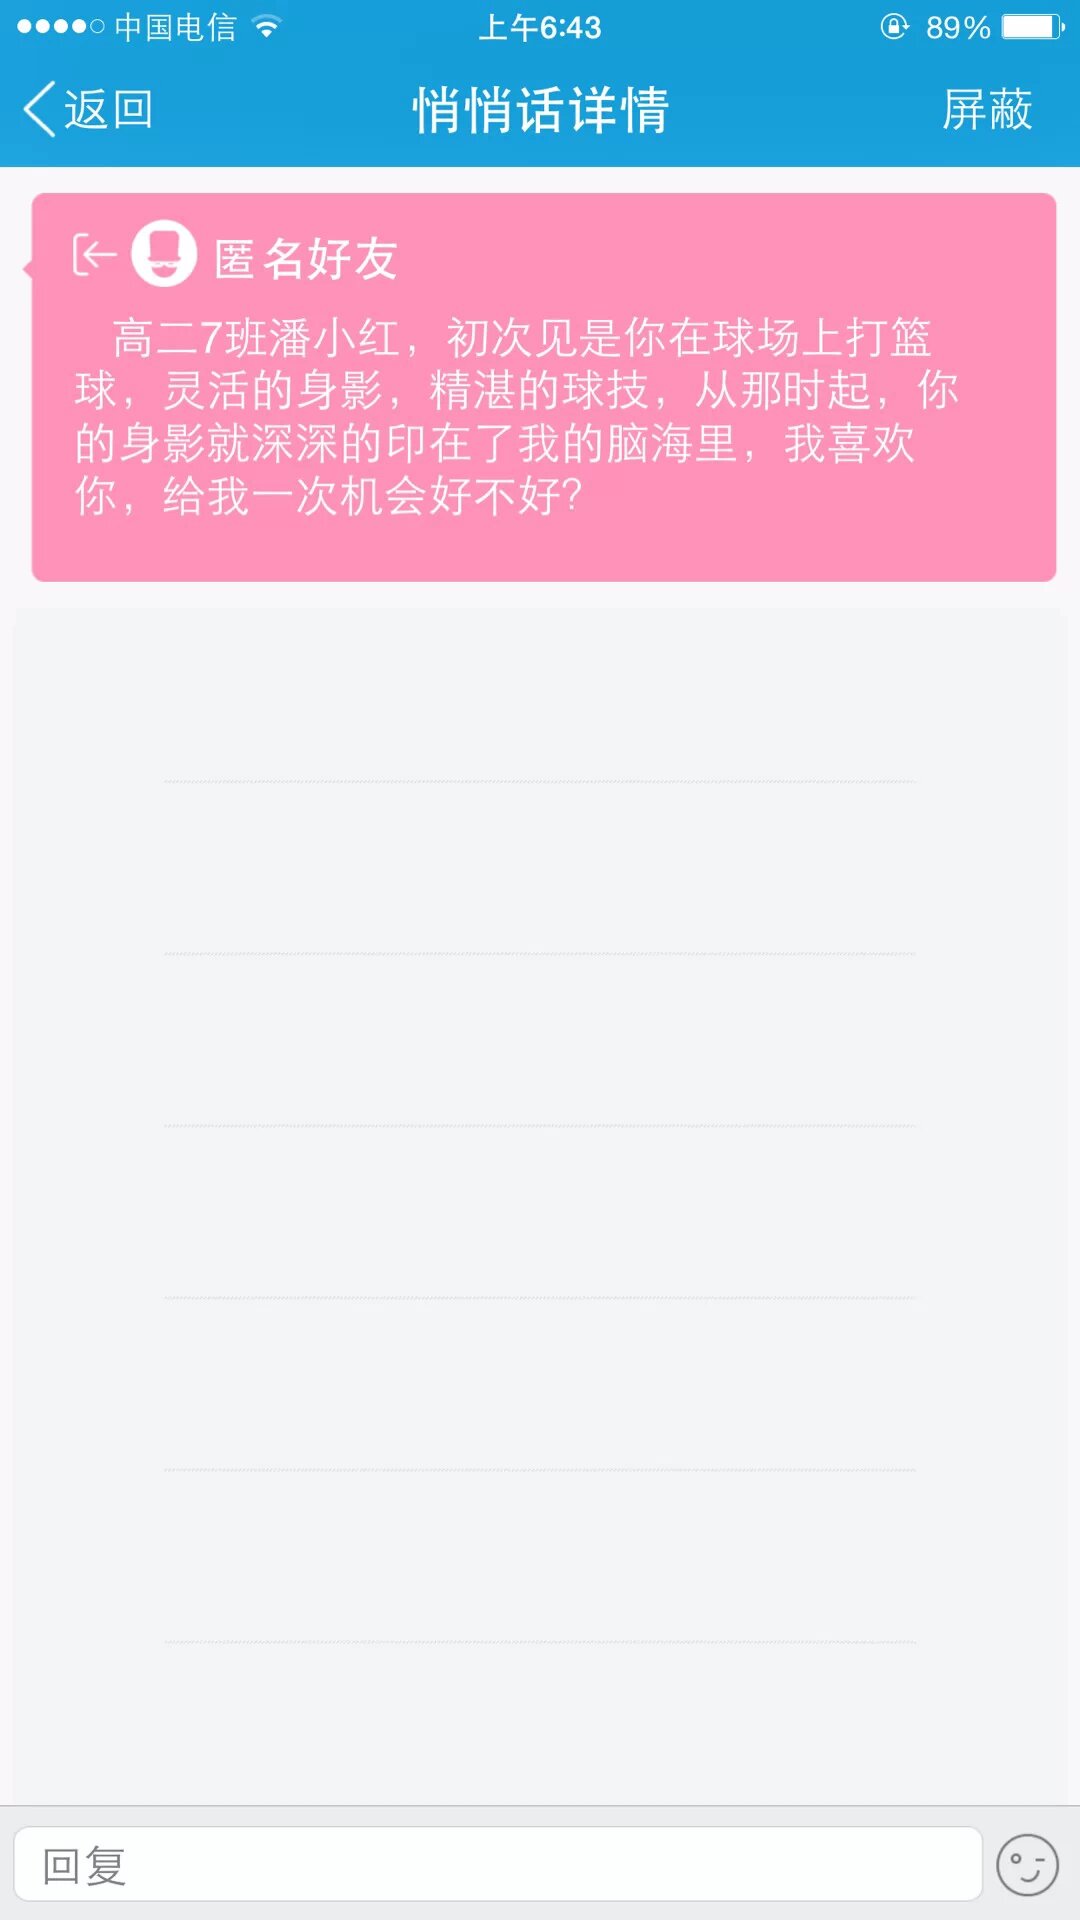 中国电信 上午6:43 89%
返回 悄悄话详情 屏蔽
匿名好友
高二7班潘小红，初次见是你在球场上打篮
球，灵活的身影，精湛的球技，从那时起，你
的身影就深深的印在了我的脑海里，我喜欢
你，给我一次机会好不好？
回复